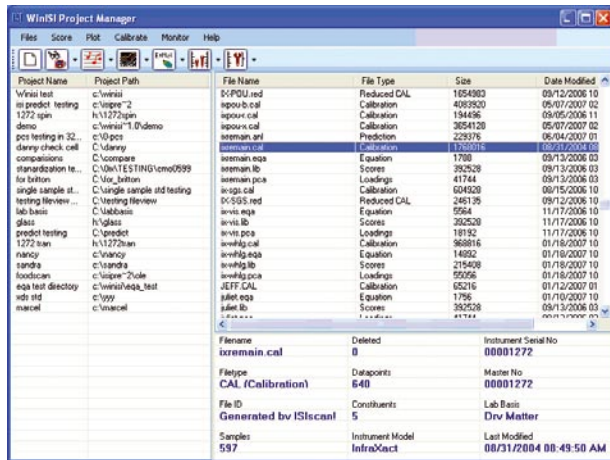 WinISI Project Manager
Files Score Plot Calibrate Monitor Help
Project Name Project Path
Winisi test c:\winisi
isi predict testing c:\isipre~2
1272 spin h:\1272spin
demo c:\winisi~1.0\demo
pcs testing in 32... c:\0-pcs
danny check cell C:\danny
comparisions C:\compare
stanardization te... C:\0ix\TESTING\cmo0599
for britton C:\for_britton
single sample st... C:\single sample std testing
testing fileview ... C:\testing fileview
lab basis C:\labbasis
glass h:\glass
predict testing C:\predict
1272 tran h:\1272tran
nancy c:\nancy
sandra c:\sandra
foodscan c:\isipre~2\ole
eqa test directory c:\winisi\eqa_test
xds std c:\yyy
marcel c:\marcel
File Name File Type Size Date Modified
IX-POU.red Reduced CAL 1654983 09/12/2006 10
ixpou-b.cal Calibration 4083920 05/07/2007 02
ixpou-r.cal Calibration 194496 09/05/2006 11
ixpou-x.cal Calibration 3654128 05/07/2007 02
ixremain.anl Prediction 229376 06/04/2007 01
ixremain.cal Calibration 1768016 08/31/2004 08
ixremain.eqa Equation 1788 09/13/2006 03
ixremain.lib Scores 392528 09/13/2006 03
ixremain.pca Loadings 41744 09/13/2006 03
ix-sgs.cal Calibration 604928 08/15/2006 10
IX-SGS.red Reduced CAL 246135 09/12/2006 10
ix-vis.eqa Equation 5564 11/17/2006 10
ix-vis.lib Scores 392528 11/17/2006 10
ix-vis.pca Loadings 18192 11/17/2006 10
ix-whlg.cal Calibration 968816 01/18/2007 10
ix-whlg.eqa Equation 14892 01/18/2007 10
ix-whlg.lib Scores 215408 01/18/2007 10
ix-whlg.pca Loadings 55056 01/18/2007 10
JEFF.CAL Calibration 65216 01/12/2007 01
juliet.eqa Equation 1756 01/10/2007 10
juliet.lib Scores 392528 09/13/2006 03
Filename Deleted Instrument Serial No
ixremain.cal 0 00001272
Filetype Datapoints Master No
CAL (Calibration) 640 00001272
File ID Constituents Lab Basis
Generated by ISIscan! 5 Dry Matter
Samples Instrument Model Last Modified
597 InfraXact 08/31/2004 08:49:50 AM